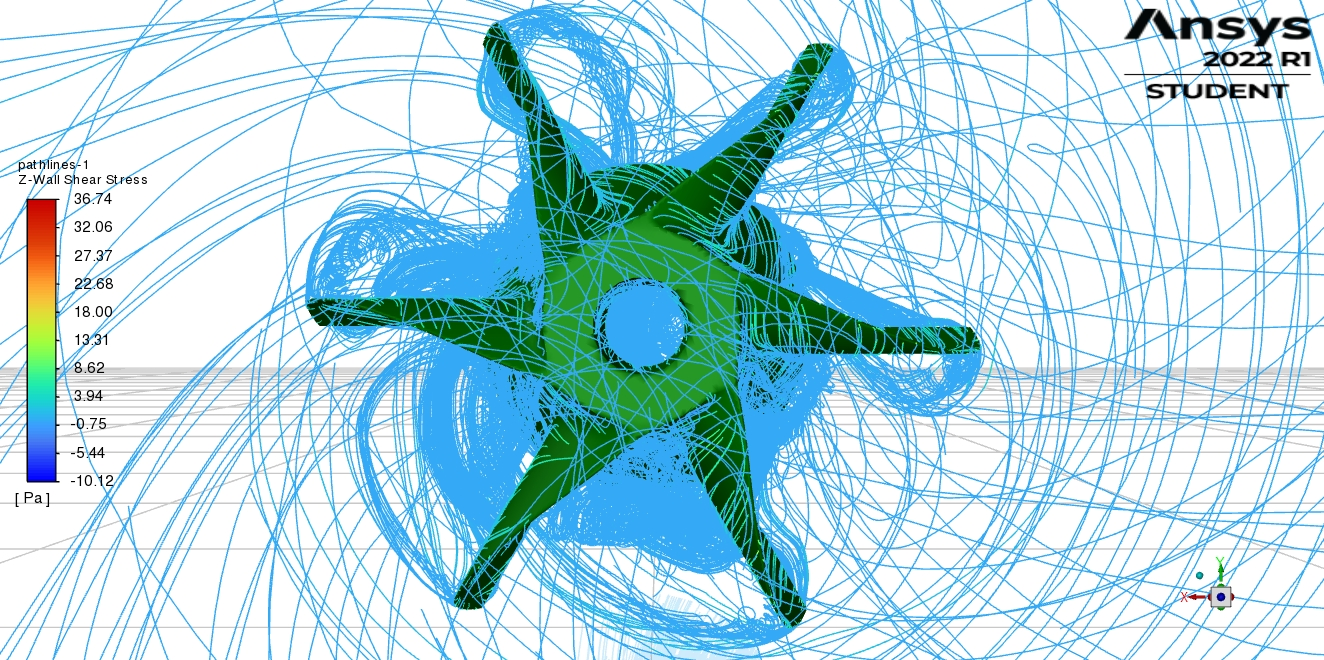 Ansys
2022 R1
STUDENT
pathlines-1
Z-Wall Shear Stress
36.74
32.06
27.37
22.68
18.00
13.31
8.62
3.94
-0.75
-5.44
-10.12
[ Pa ]
Y
X